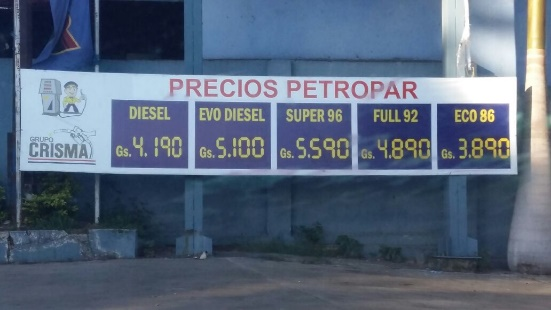 PRECIOS PETROPAR
DIESEL
Gs. 4.190
EVO DIESEL
Gs. 5.100
SUPER 96
Gs. 5.590
FULL 92
Gs. 4.890
ECO 86
Gs. 3.890
GRUPO
CRISMA